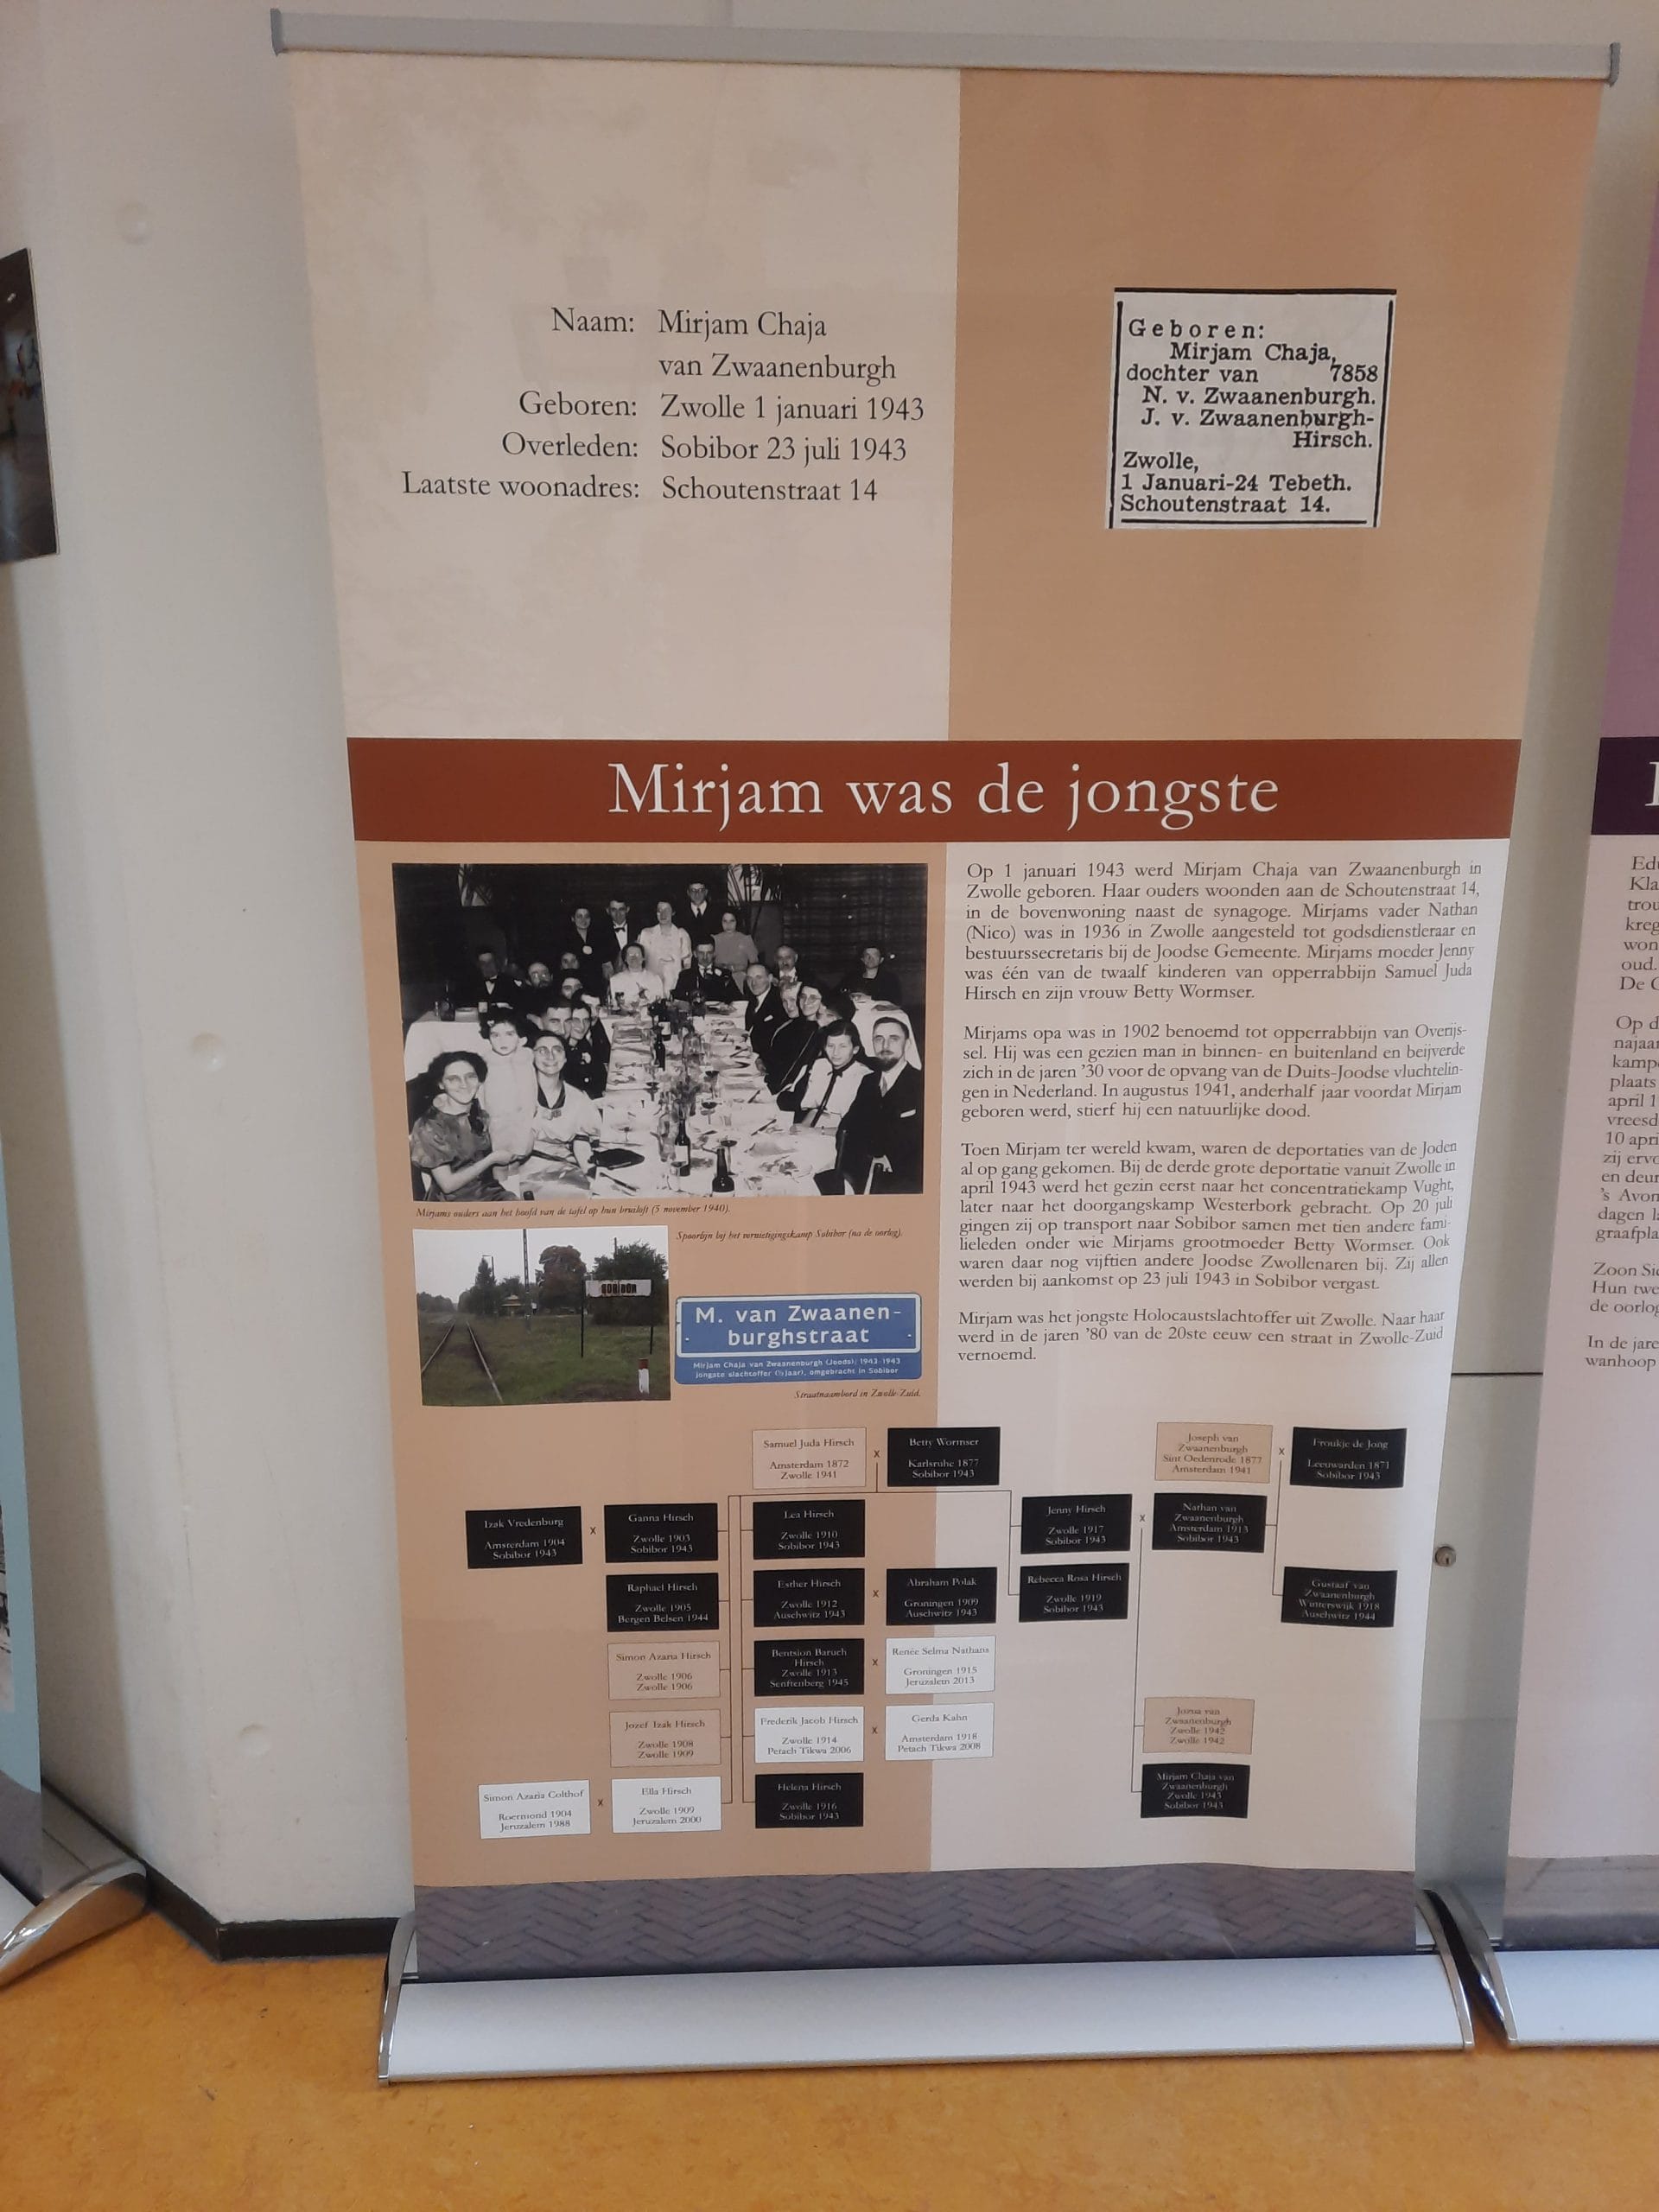 Naam: Mirjam Chaja
van Zwaanenburgh
Geboren: Zwolle 1 januari 1943
Overleden: Sobibor 23 juli 1943
Laatste woonadres: Schoutenstraat 14
Geboren:
Mirjam Chaja,
dochter van 7858
N. v. Zwaanenburgh.
J. v. Zwaanenburgh-
Hirsch.
Zwolle,
1 Januari-24 Tebeth.
Schoutenstraat 14.
Mirjam was de jongste
Mirjams ouders aan het hoofd van de tafel op hun bruiloft (5 november 1940).
Spoorlijn bij het vernietigingskamp Sobibor (na de oorlog).
SOBIBOR
M. van Zwaanen-
burghstraat
Mirjam Chaja van Zwaanenburgh (Joods), 1943-1943
jongste slachtoffer (½ jaar), omgebracht in Sobibor
Straatnaambord in Zwolle-Zuid.
Op 1 januari 1943 werd Mirjam Chaja van Zwaanenburgh in
Zwolle geboren. Haar ouders woonden aan de Schoutenstraat 14,
in de bovenwoning naast de synagoge. Mirjams vader Nathan
(Nico) was in 1936 in Zwolle aangesteld tot godsdienstleraar en
bestuurssecretaris bij de Joodse Gemeente. Mirjams moeder Jenny
was één van de twaalf kinderen van opperrabbijn Samuel Juda
Hirsch en zijn vrouw Betty Wormser.
Mirjams opa was in 1902 benoemd tot opperrabbijn van Overijs-
sel. Hij was een gezien man in binnen- en buitenland en beijverde
zich in de jaren '30 voor de opvang van de Duits-Joodse vluchtelin-
gen in Nederland. In augustus 1941, anderhalf jaar voordat Mirjam
geboren werd, stierf hij een natuurlijke dood.
Toen Mirjam ter wereld kwam, waren de deportaties van de Joden
al op gang gekomen. Bij de derde grote deportatie vanuit Zwolle in
april 1943 werd het gezin eerst naar het concentratiekamp Vught,
later naar het doorgangskamp Westerbork gebracht. Op 20 juli
gingen zij op transport naar Sobibor samen met tien andere fami-
lieleden onder wie Mirjams grootmoeder Betty Wormser. Ook
waren daar nog vijftien andere Joodse Zwollenaren bij. Zij allen
werden bij aankomst op 23 juli 1943 in Sobibor vergast.
Mirjam was het jongste Holocaustslachtoffer uit Zwolle. Naar haar
werd in de jaren '80 van de 20ste eeuw een straat in Zwolle-Zuid
vernoemd.
Samuel Juda Hirsch
Amsterdam 1872
Zwolle 1941
x
Betty Wormser
Karlsruhe 1877
Sobibor 1943
Joseph van
Zwaanenburgh
Sint Oedenrode 1877
Amsterdam 1941
x
Froukje de Jong
Leeuwarden 1871
Sobibor 1943
Izak Vredenburg
Amsterdam 1904
Sobibor 1943
x
Ganna Hirsch
Zwolle 1903
Sobibor 1943
Lea Hirsch
Zwolle 1910
Sobibor 1943
Jenny Hirsch
Zwolle 1917
Sobibor 1943
x
Nathan van
Zwaanenburgh
Amsterdam 1913
Sobibor 1943
Raphael Hirsch
Zwolle 1905
Bergen Belsen 1944
Esther Hirsch
Zwolle 1912
Auschwitz 1943
x
Abraham Polak
Groningen 1909
Auschwitz 1943
Rebecca Rosa Hirsch
Zwolle 1919
Sobibor 1943
Gustaaf van
Zwaanenburgh
Winterswijk 1918
Auschwitz 1944
Simon Azaria Hirsch
Zwolle 1906
Zwolle 1906
Bentsion Baruch
Hirsch
Zwolle 1913
Senftenberg 1945
x
Renée Selma Nathans
Groningen 1915
Jeruzalem 2013
Jozef Izak Hirsch
Zwolle 1908
Zwolle 1909
Frederik Jacob Hirsch
Zwolle 1914
Petach Tikwa 2006
x
Gerda Kahn
Amsterdam 1918
Petach Tikwa 2008
Jozua van
Zwaanenburgh
Zwolle 1942
Zwolle 1942
Simon Azaria Colthof
Roermond 1904
Jeruzalem 1988
x
Ella Hirsch
Zwolle 1909
Jeruzalem 2000
Helena Hirsch
Zwolle 1916
Sobibor 1943
Mirjam Chaja van
Zwaanenburgh
Zwolle 1943
Sobibor 1943
oud.
Op d
plaats
april 1
10 apri
en deur
's Avon
dagen l
graafpla
Zoon Si
Hun twe
de oorlog
In de jare
wanhoop